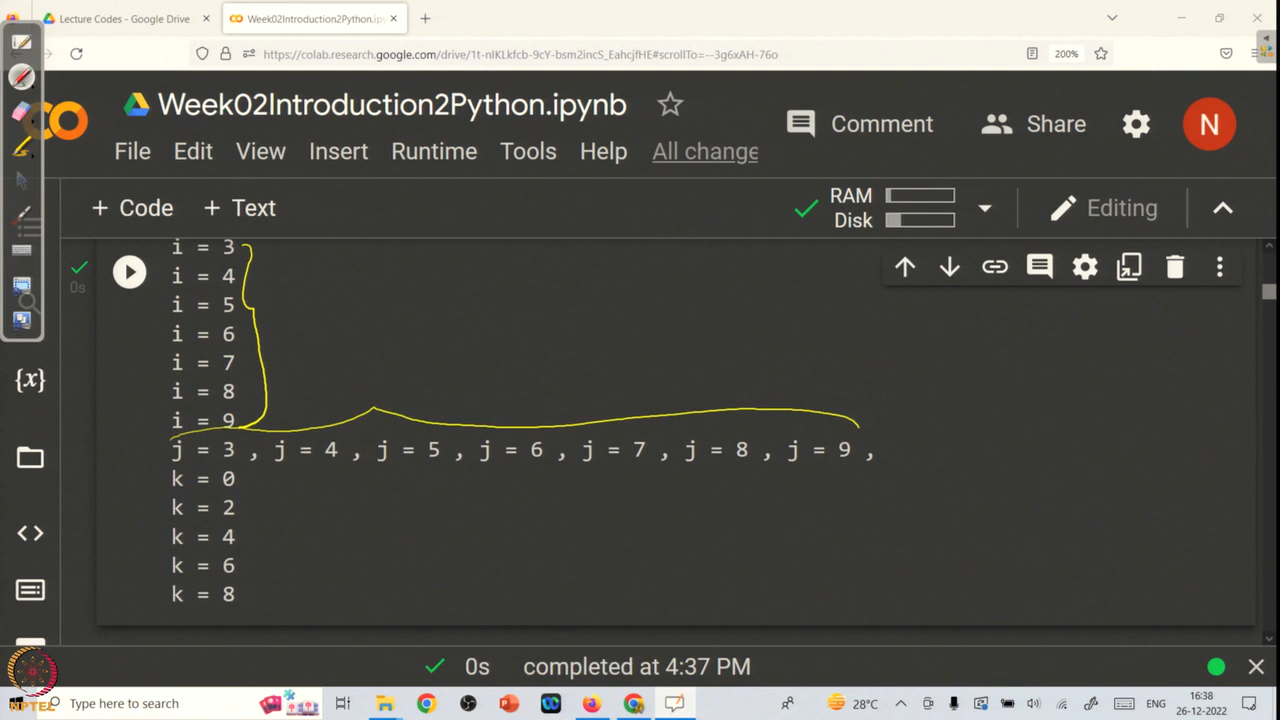 Lecture Codes - Google Drive
Week02Introduction2Python.ipy
https://colab.research.google.com/drive/1t-nIKLkfcb-9cY-bsm2incS_EahcjfHE#scrollTo=--3g6xAH-76o
200%
Week02Introduction2Python.ipynb
Comment
Share
N
File Edit View Insert Runtime Tools Help All change
+ Code + Text
RAM
Disk
Editing
0s
i = 3
i = 4
i = 5
i = 6
i = 7
i = 8
i = 9
j = 3 , j = 4 , j = 5 , j = 6 , j = 7 , j = 8 , j = 9 ,
k = 0
k = 2
k = 4
k = 6
k = 8
{x}
<>
0s completed at 4:37 PM
NPTEL
Type here to search
28°C
ENG
16:38
26-12-2022